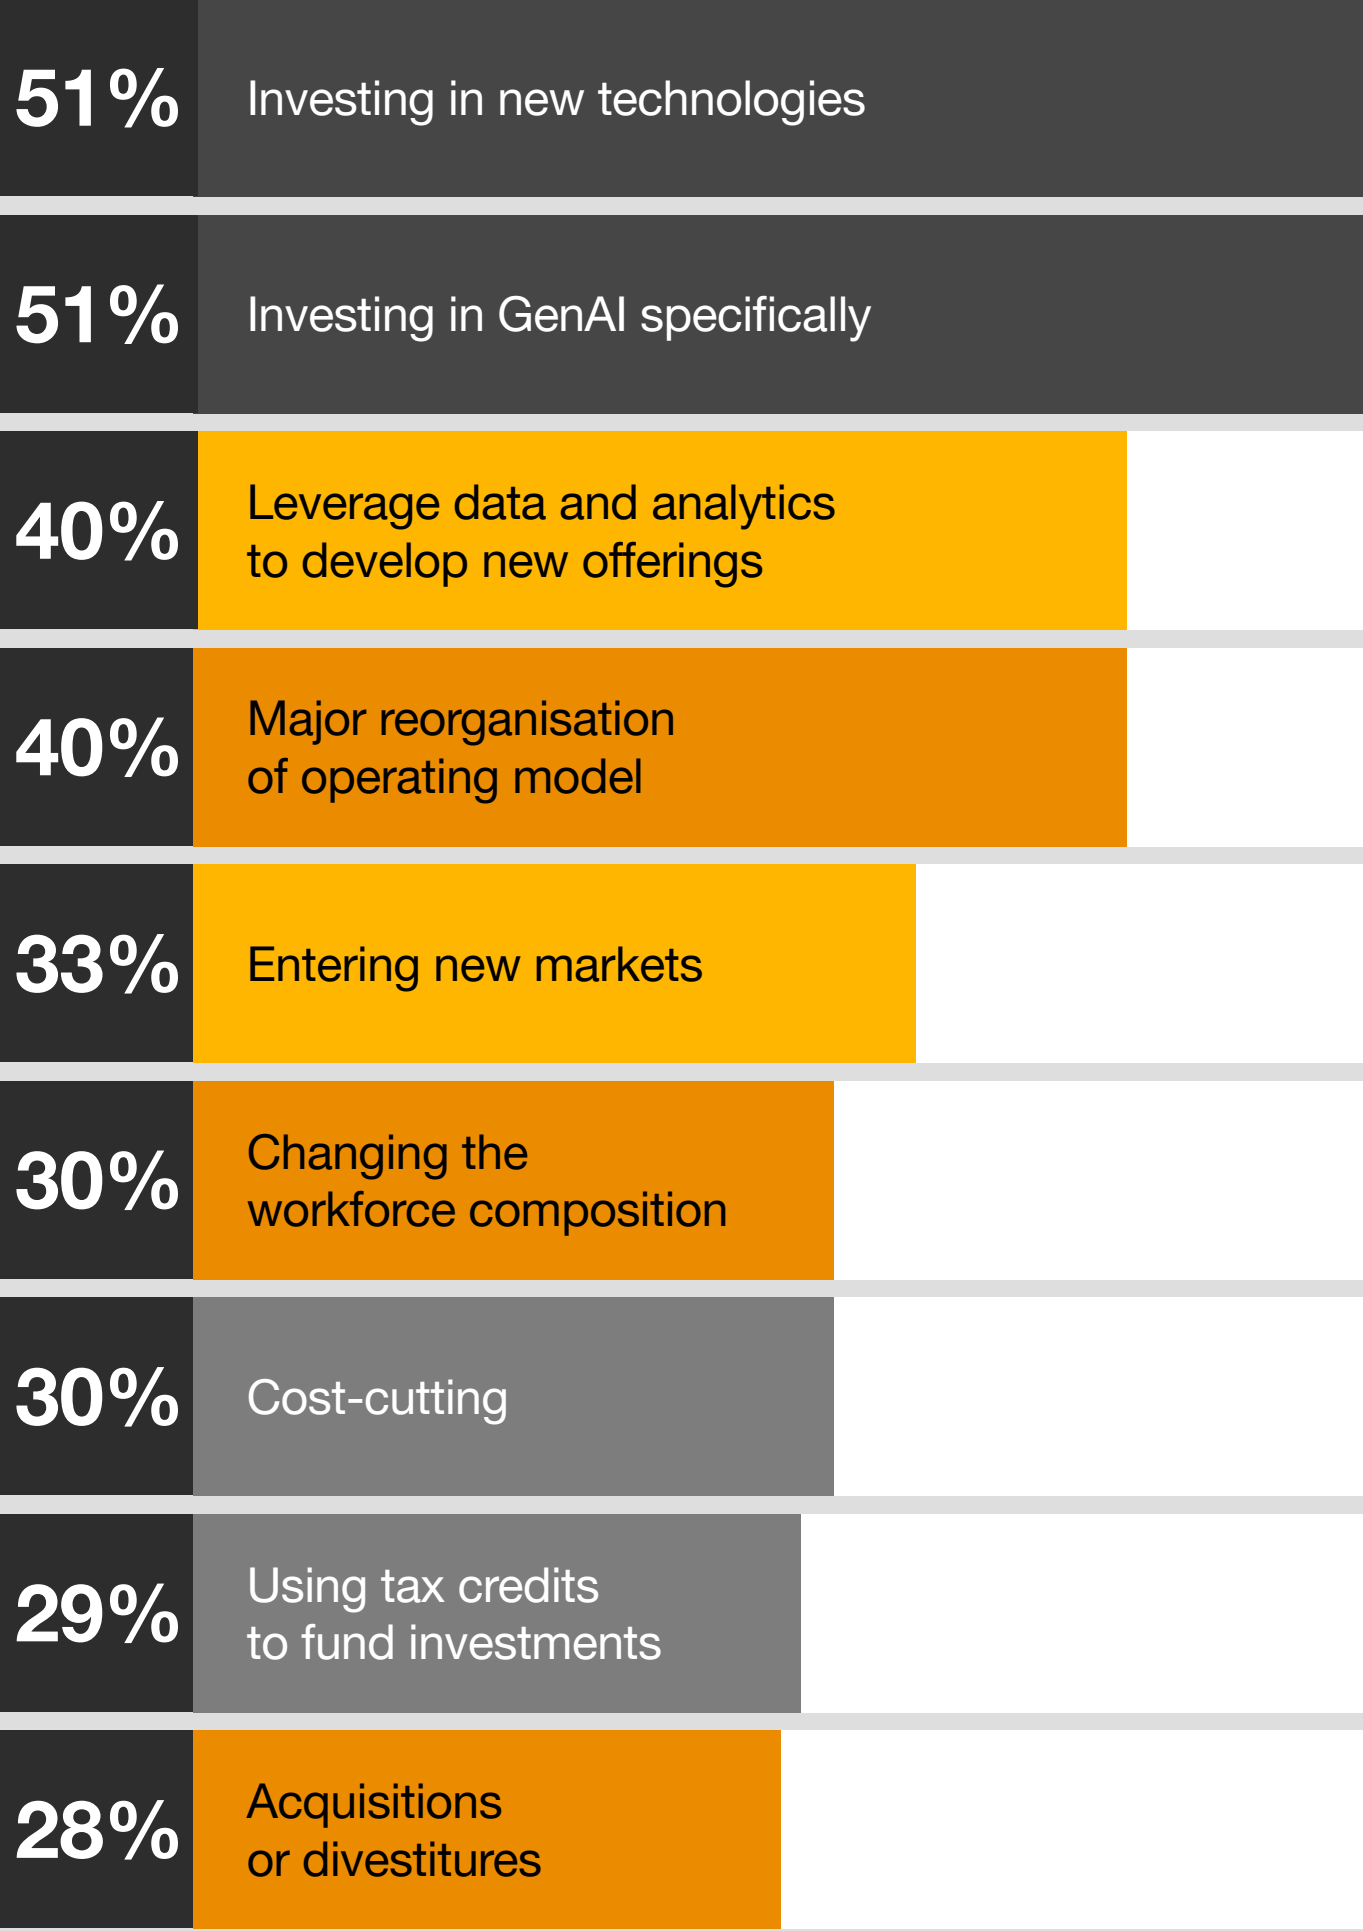 51%
Investing in new technologies
51%
Investing in GenAI specifically
40%
Leverage data and analytics
to develop new offerings
40%
Major reorganisation
of operating model
33%
Entering new markets
30%
Changing the
workforce composition
30%
Cost-cutting
29%
Using tax credits
to fund investments
28%
Acquisitions
or divestitures